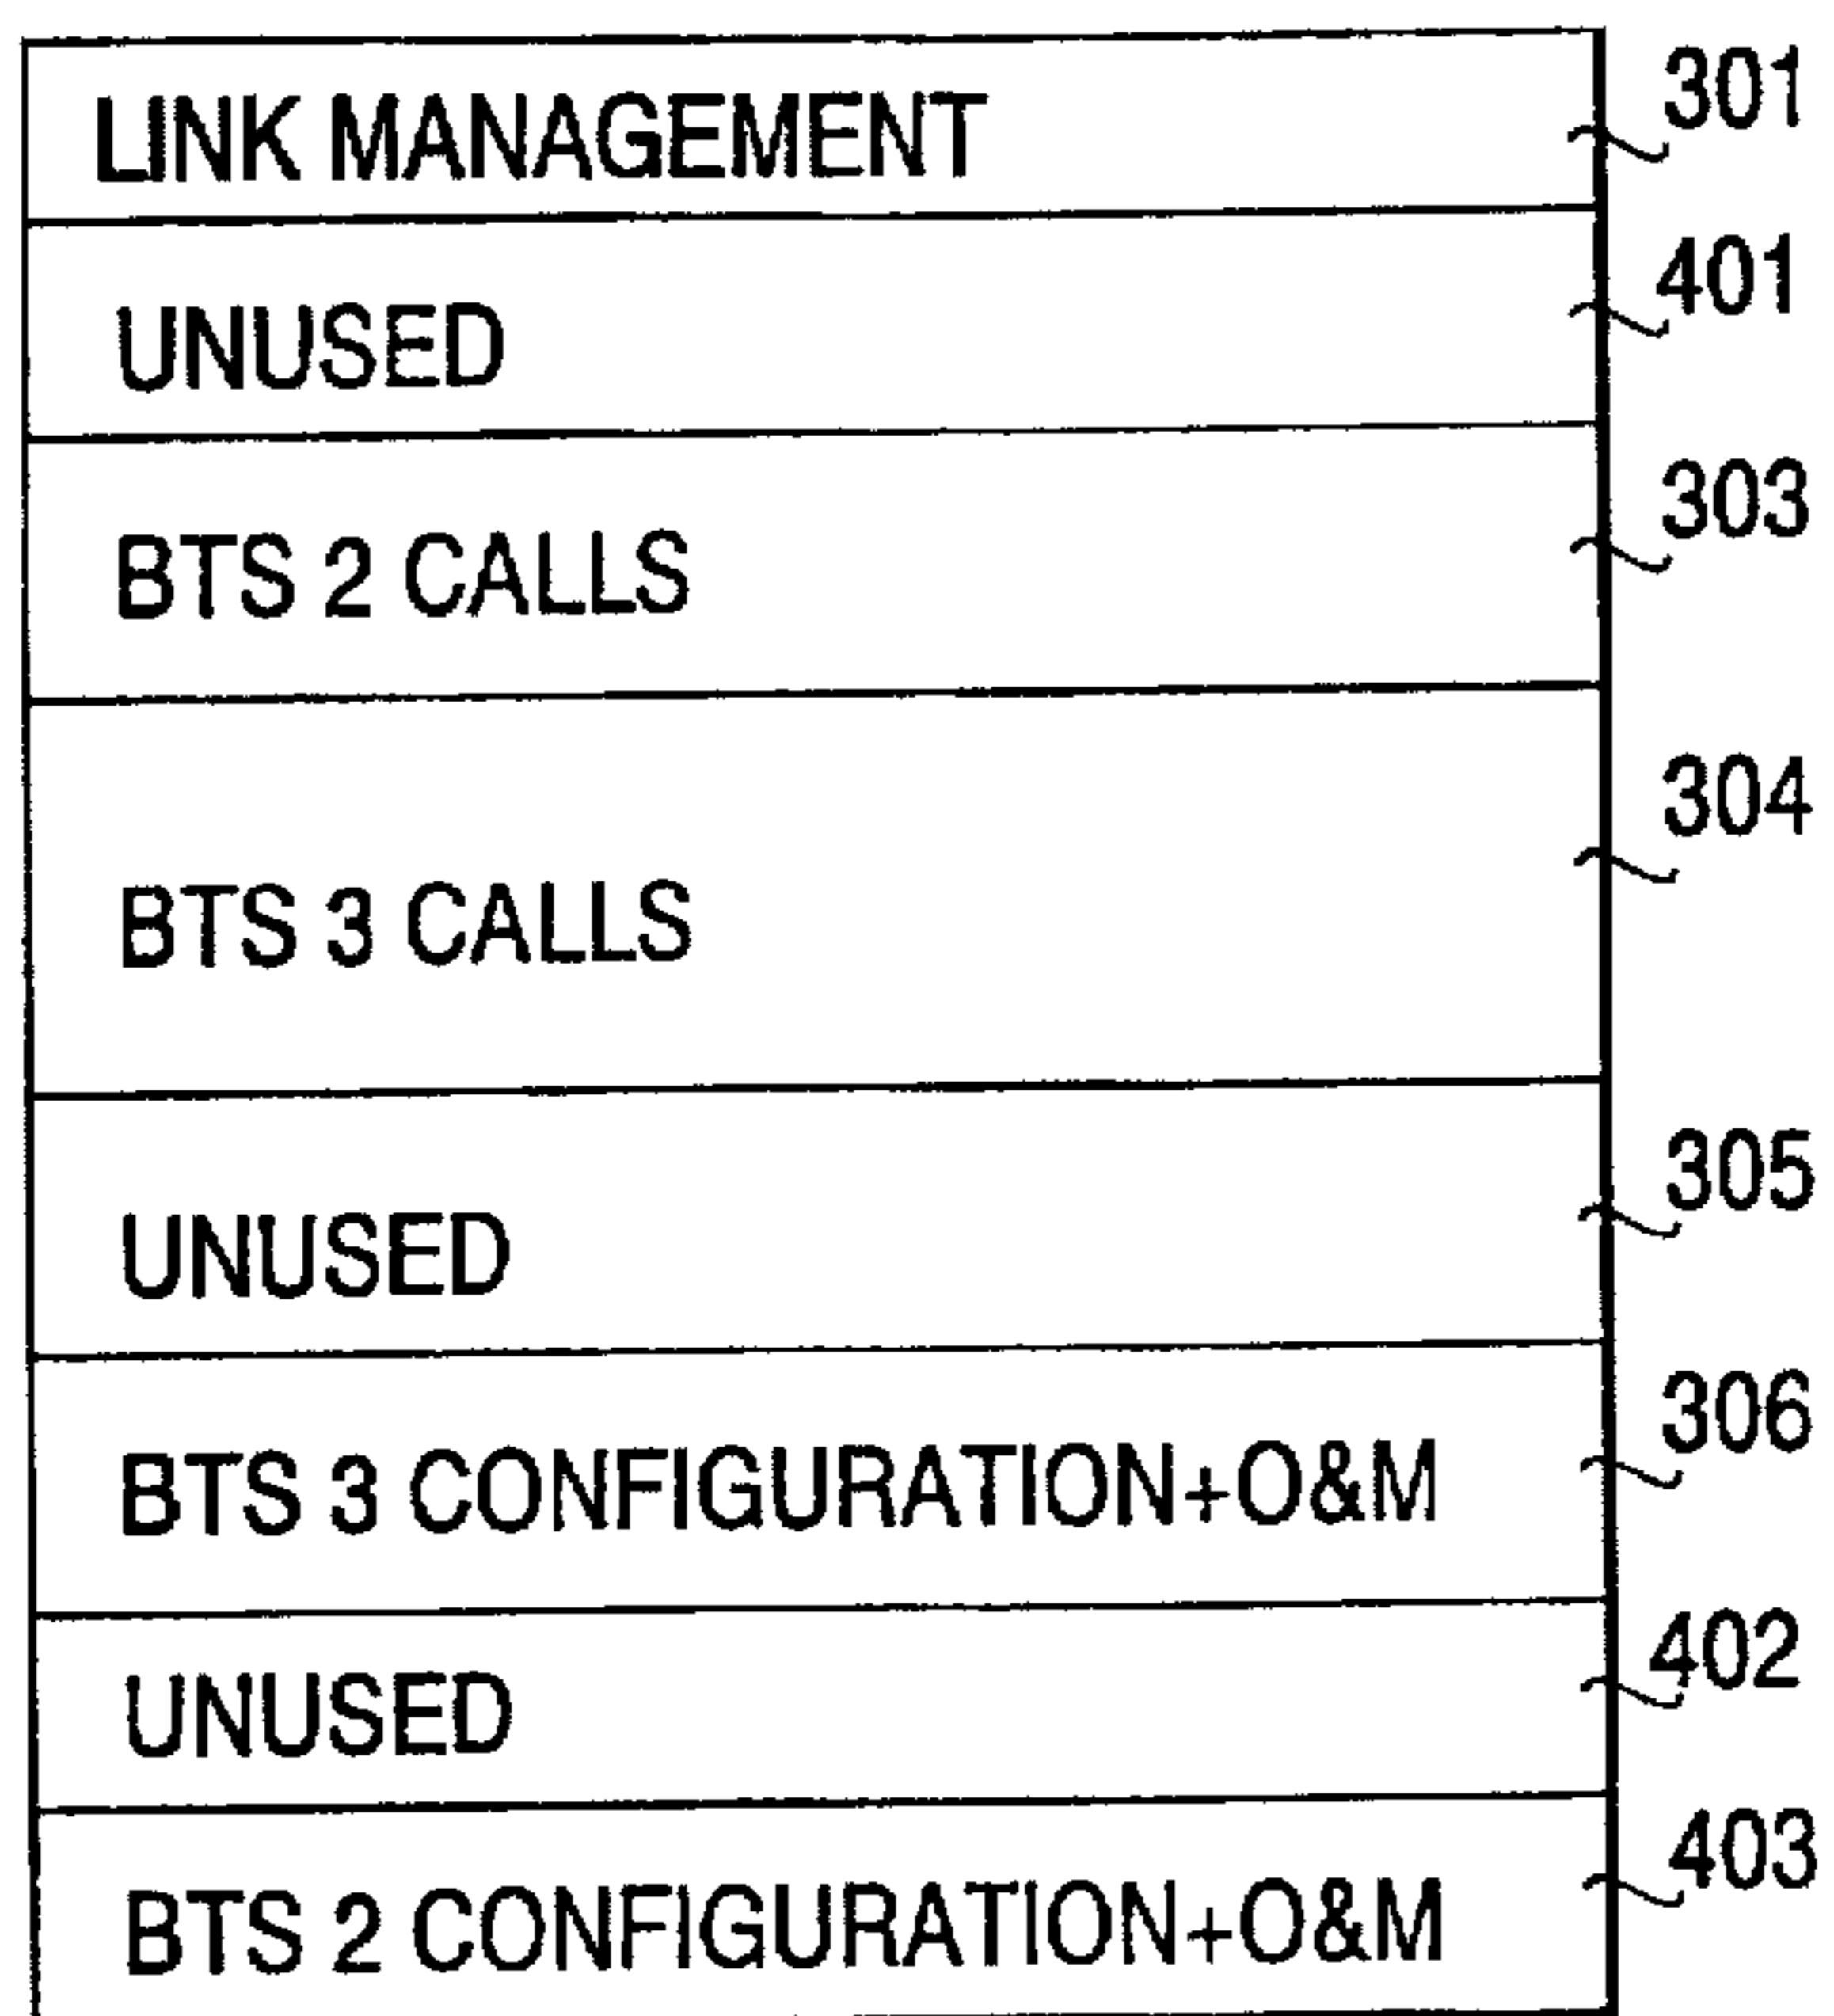 LINK MANAGEMENT 301
UNUSED 401
BTS 2 CALLS 303
BTS 3 CALLS 304
UNUSED 305
BTS 3 CONFIGURATION+O&M 306
UNUSED 402
BTS 2 CONFIGURATION+O&M 403